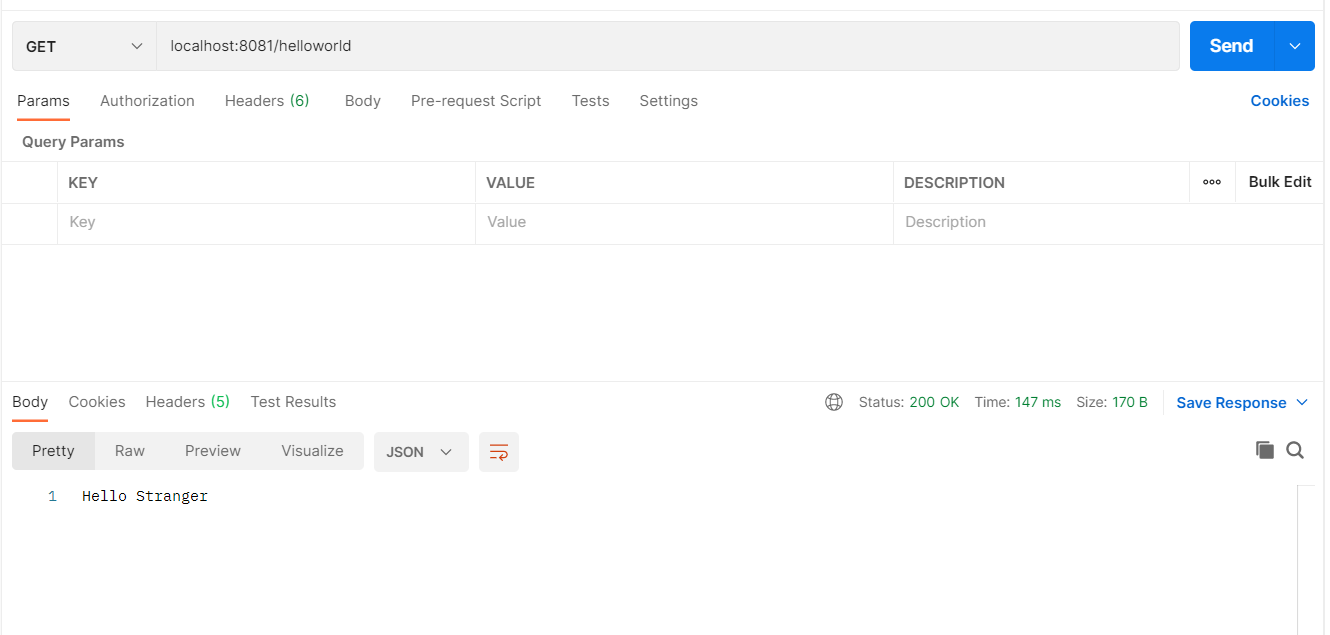 GET localhost:8081/helloworld Send
Params Authorization Headers (6) Body Pre-request Script Tests Settings Cookies
Query Params
KEY VALUE DESCRIPTION Bulk Edit
Key Value Description
Body Cookies Headers (5) Test Results Status: 200 OK Time: 147 ms Size: 170 B Save Response
Pretty Raw Preview Visualize JSON
1 Hello Stranger